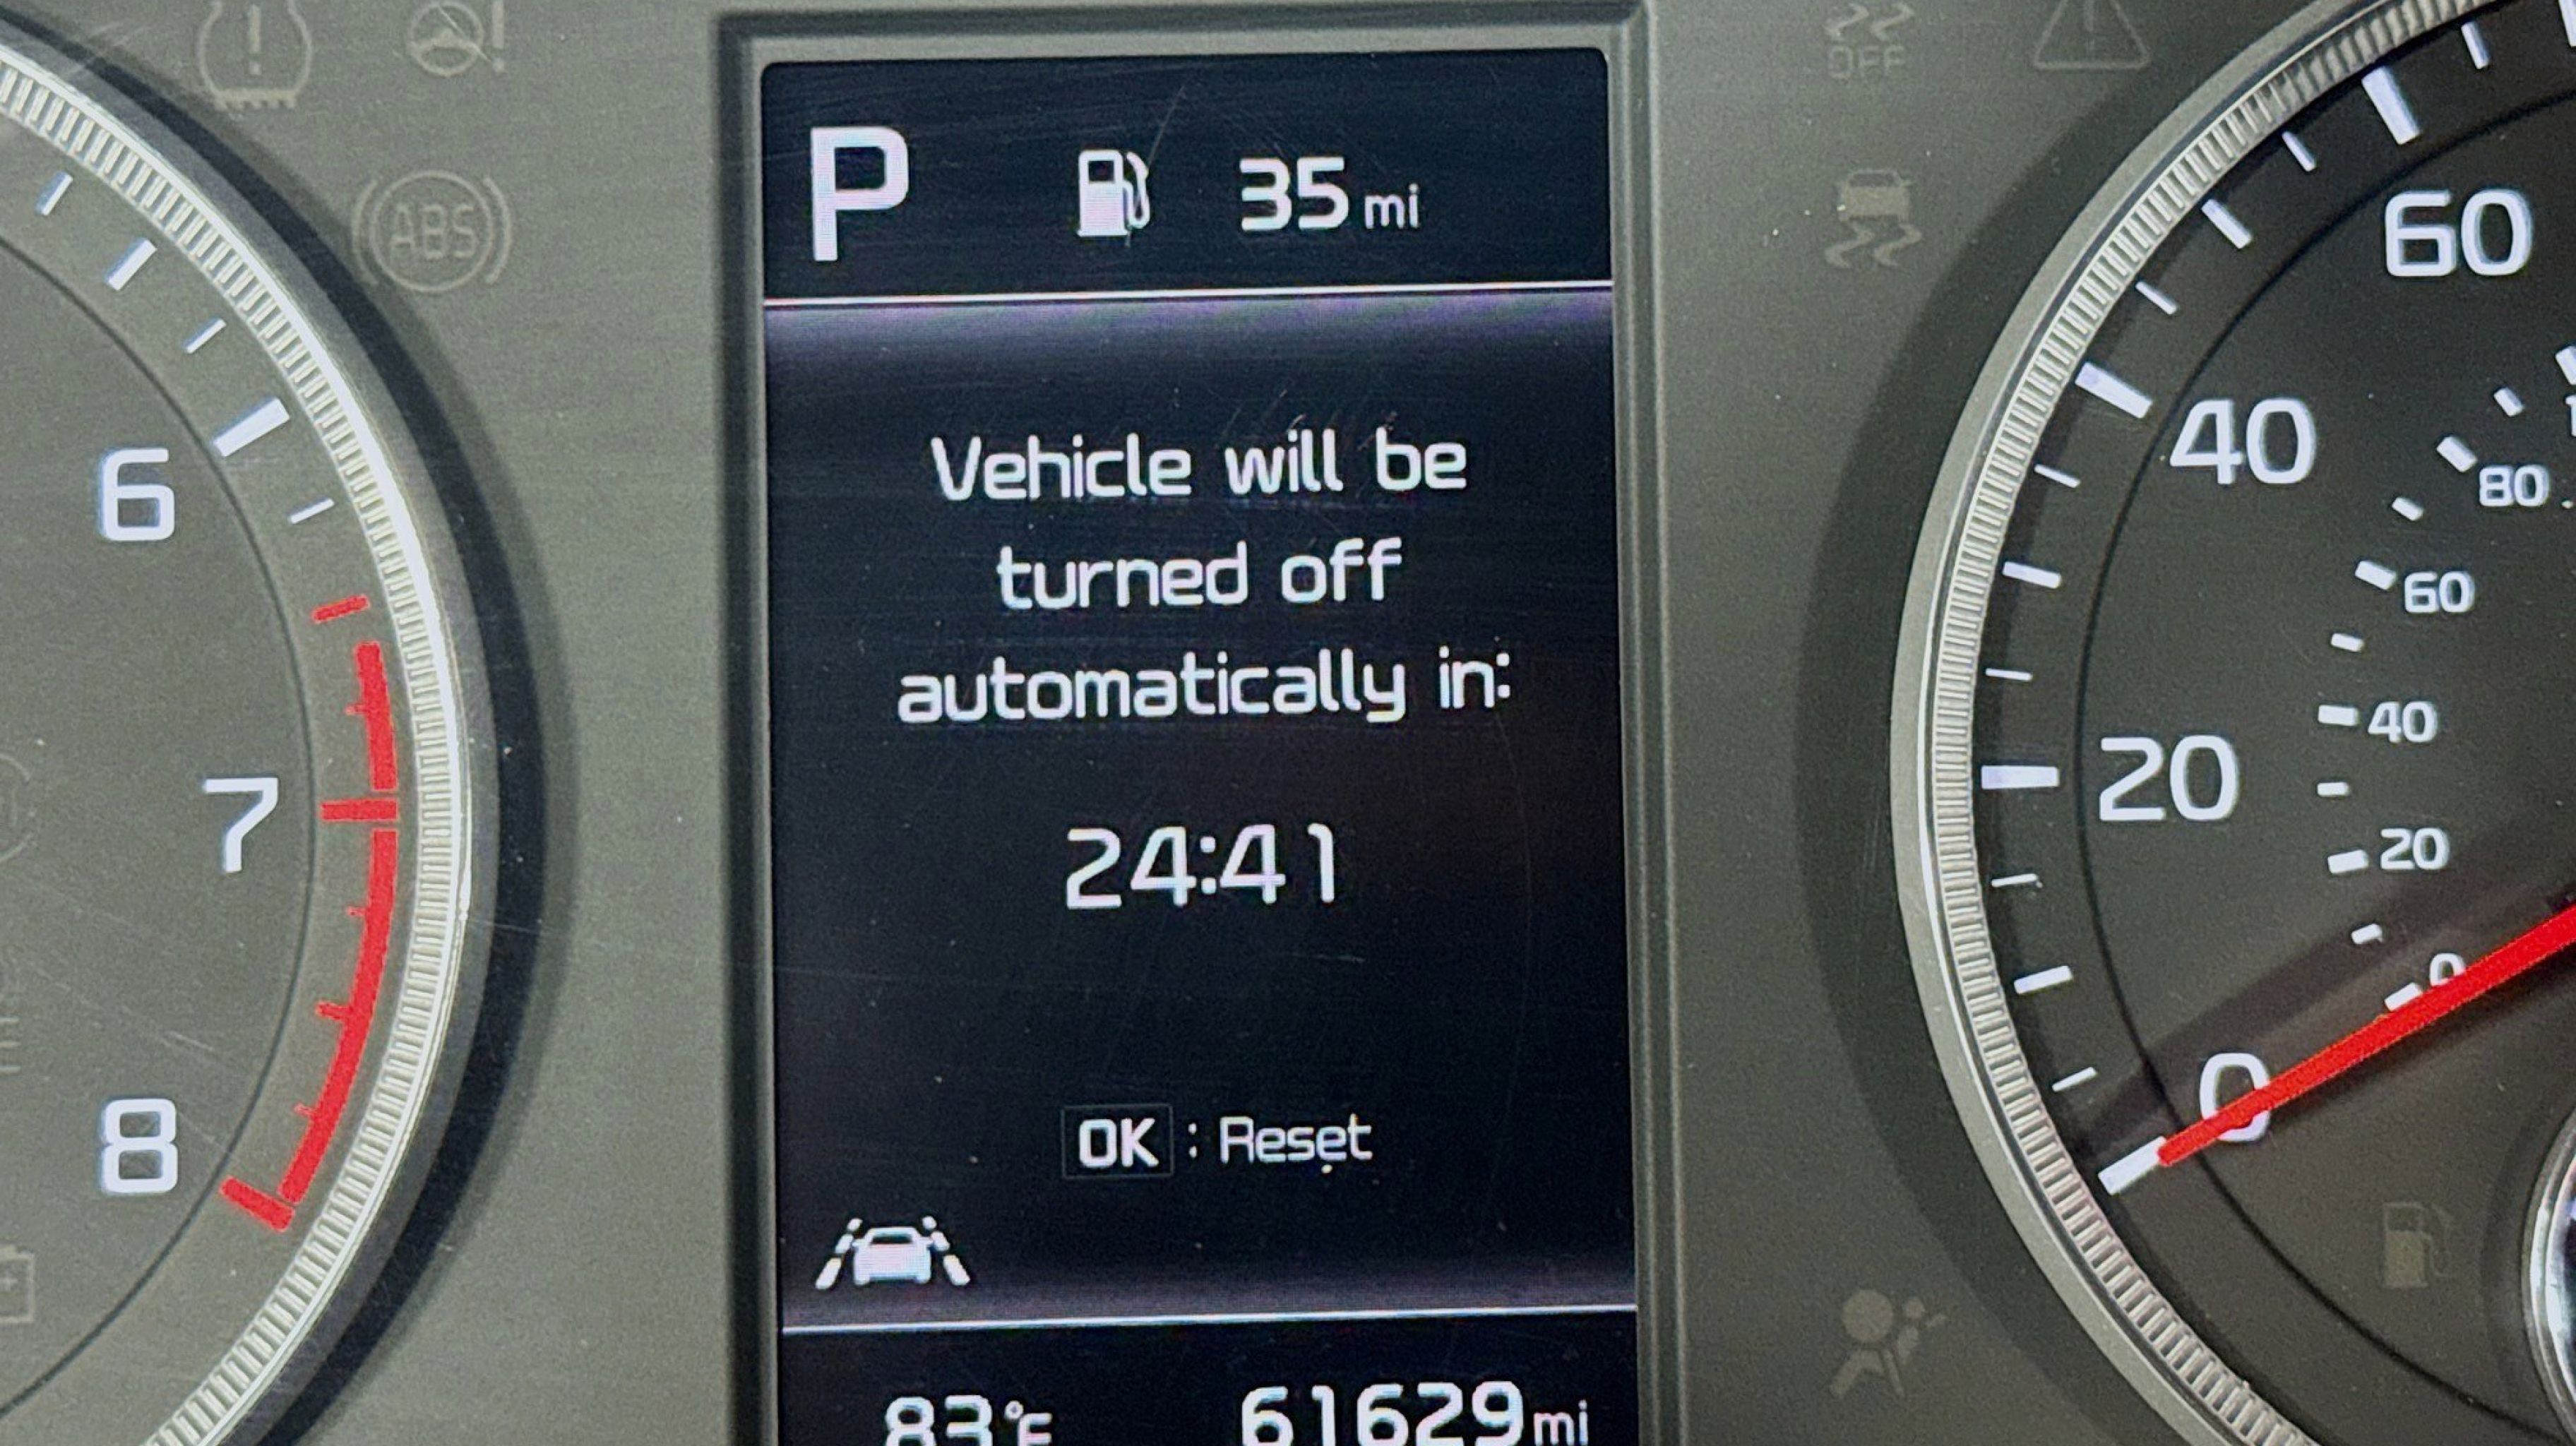 P 35 mi
Vehicle will be
turned off
automatically in:
24:41
OK : Reset
83°F 61629 mi
ABS
OFF
6
7
8
60
40
20
0
80
60
40
20
0